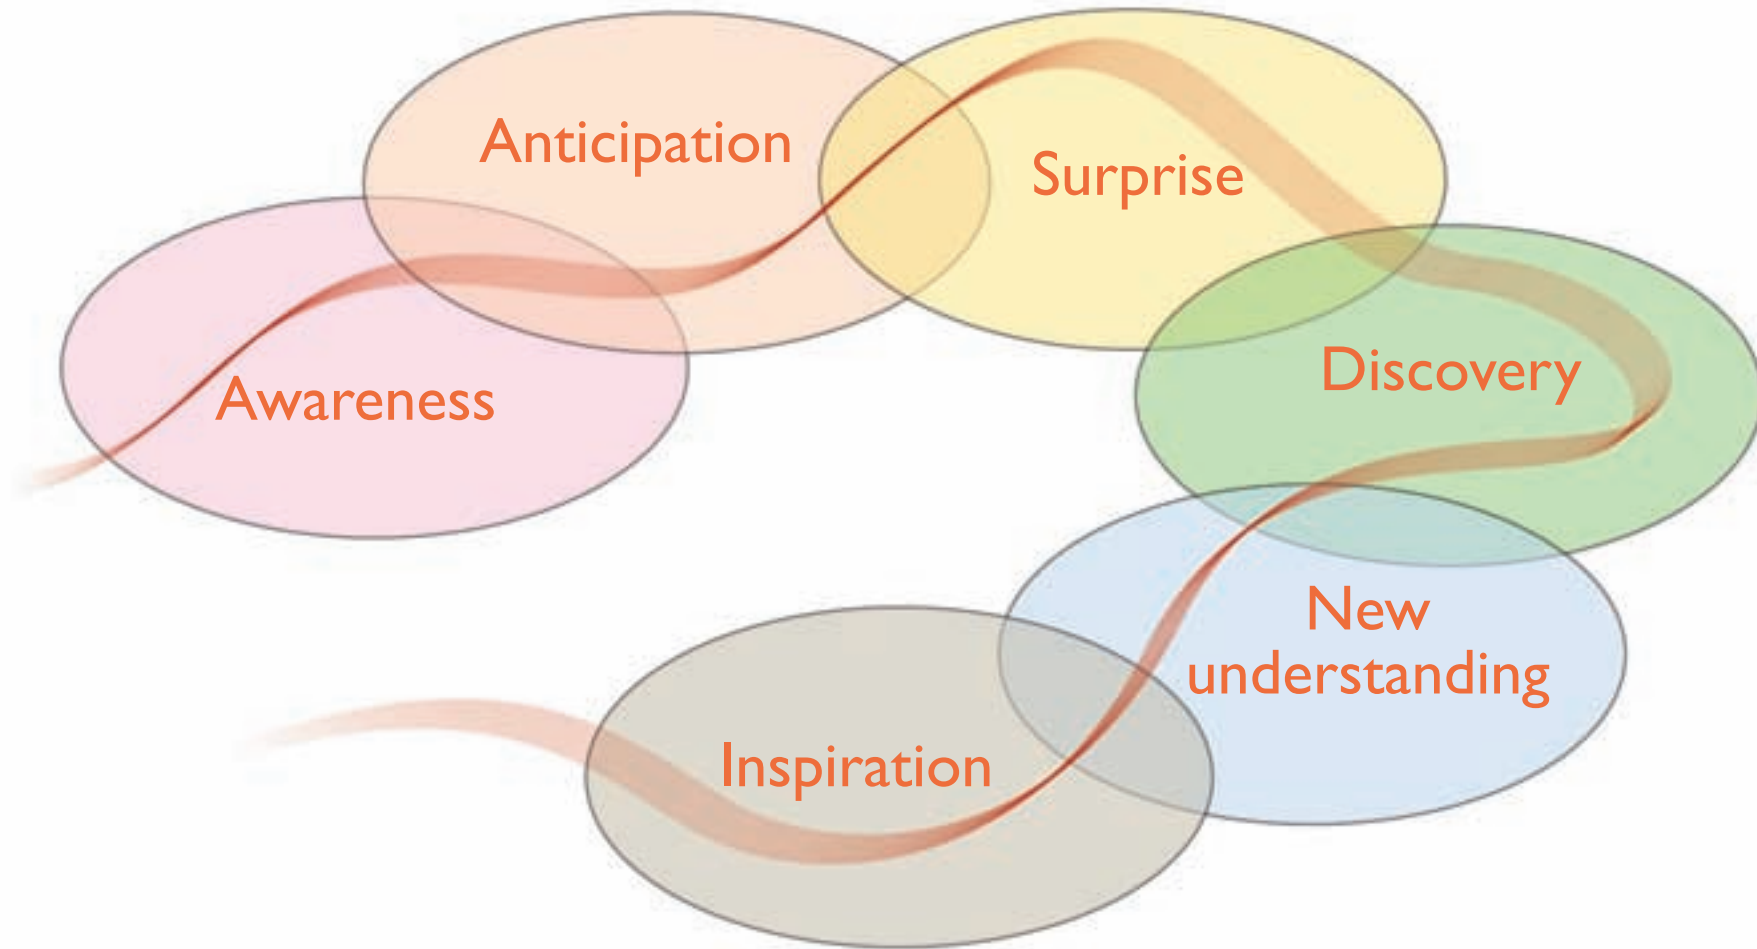 Awareness
Anticipation
Surprise
Discovery
New
understanding
Inspiration